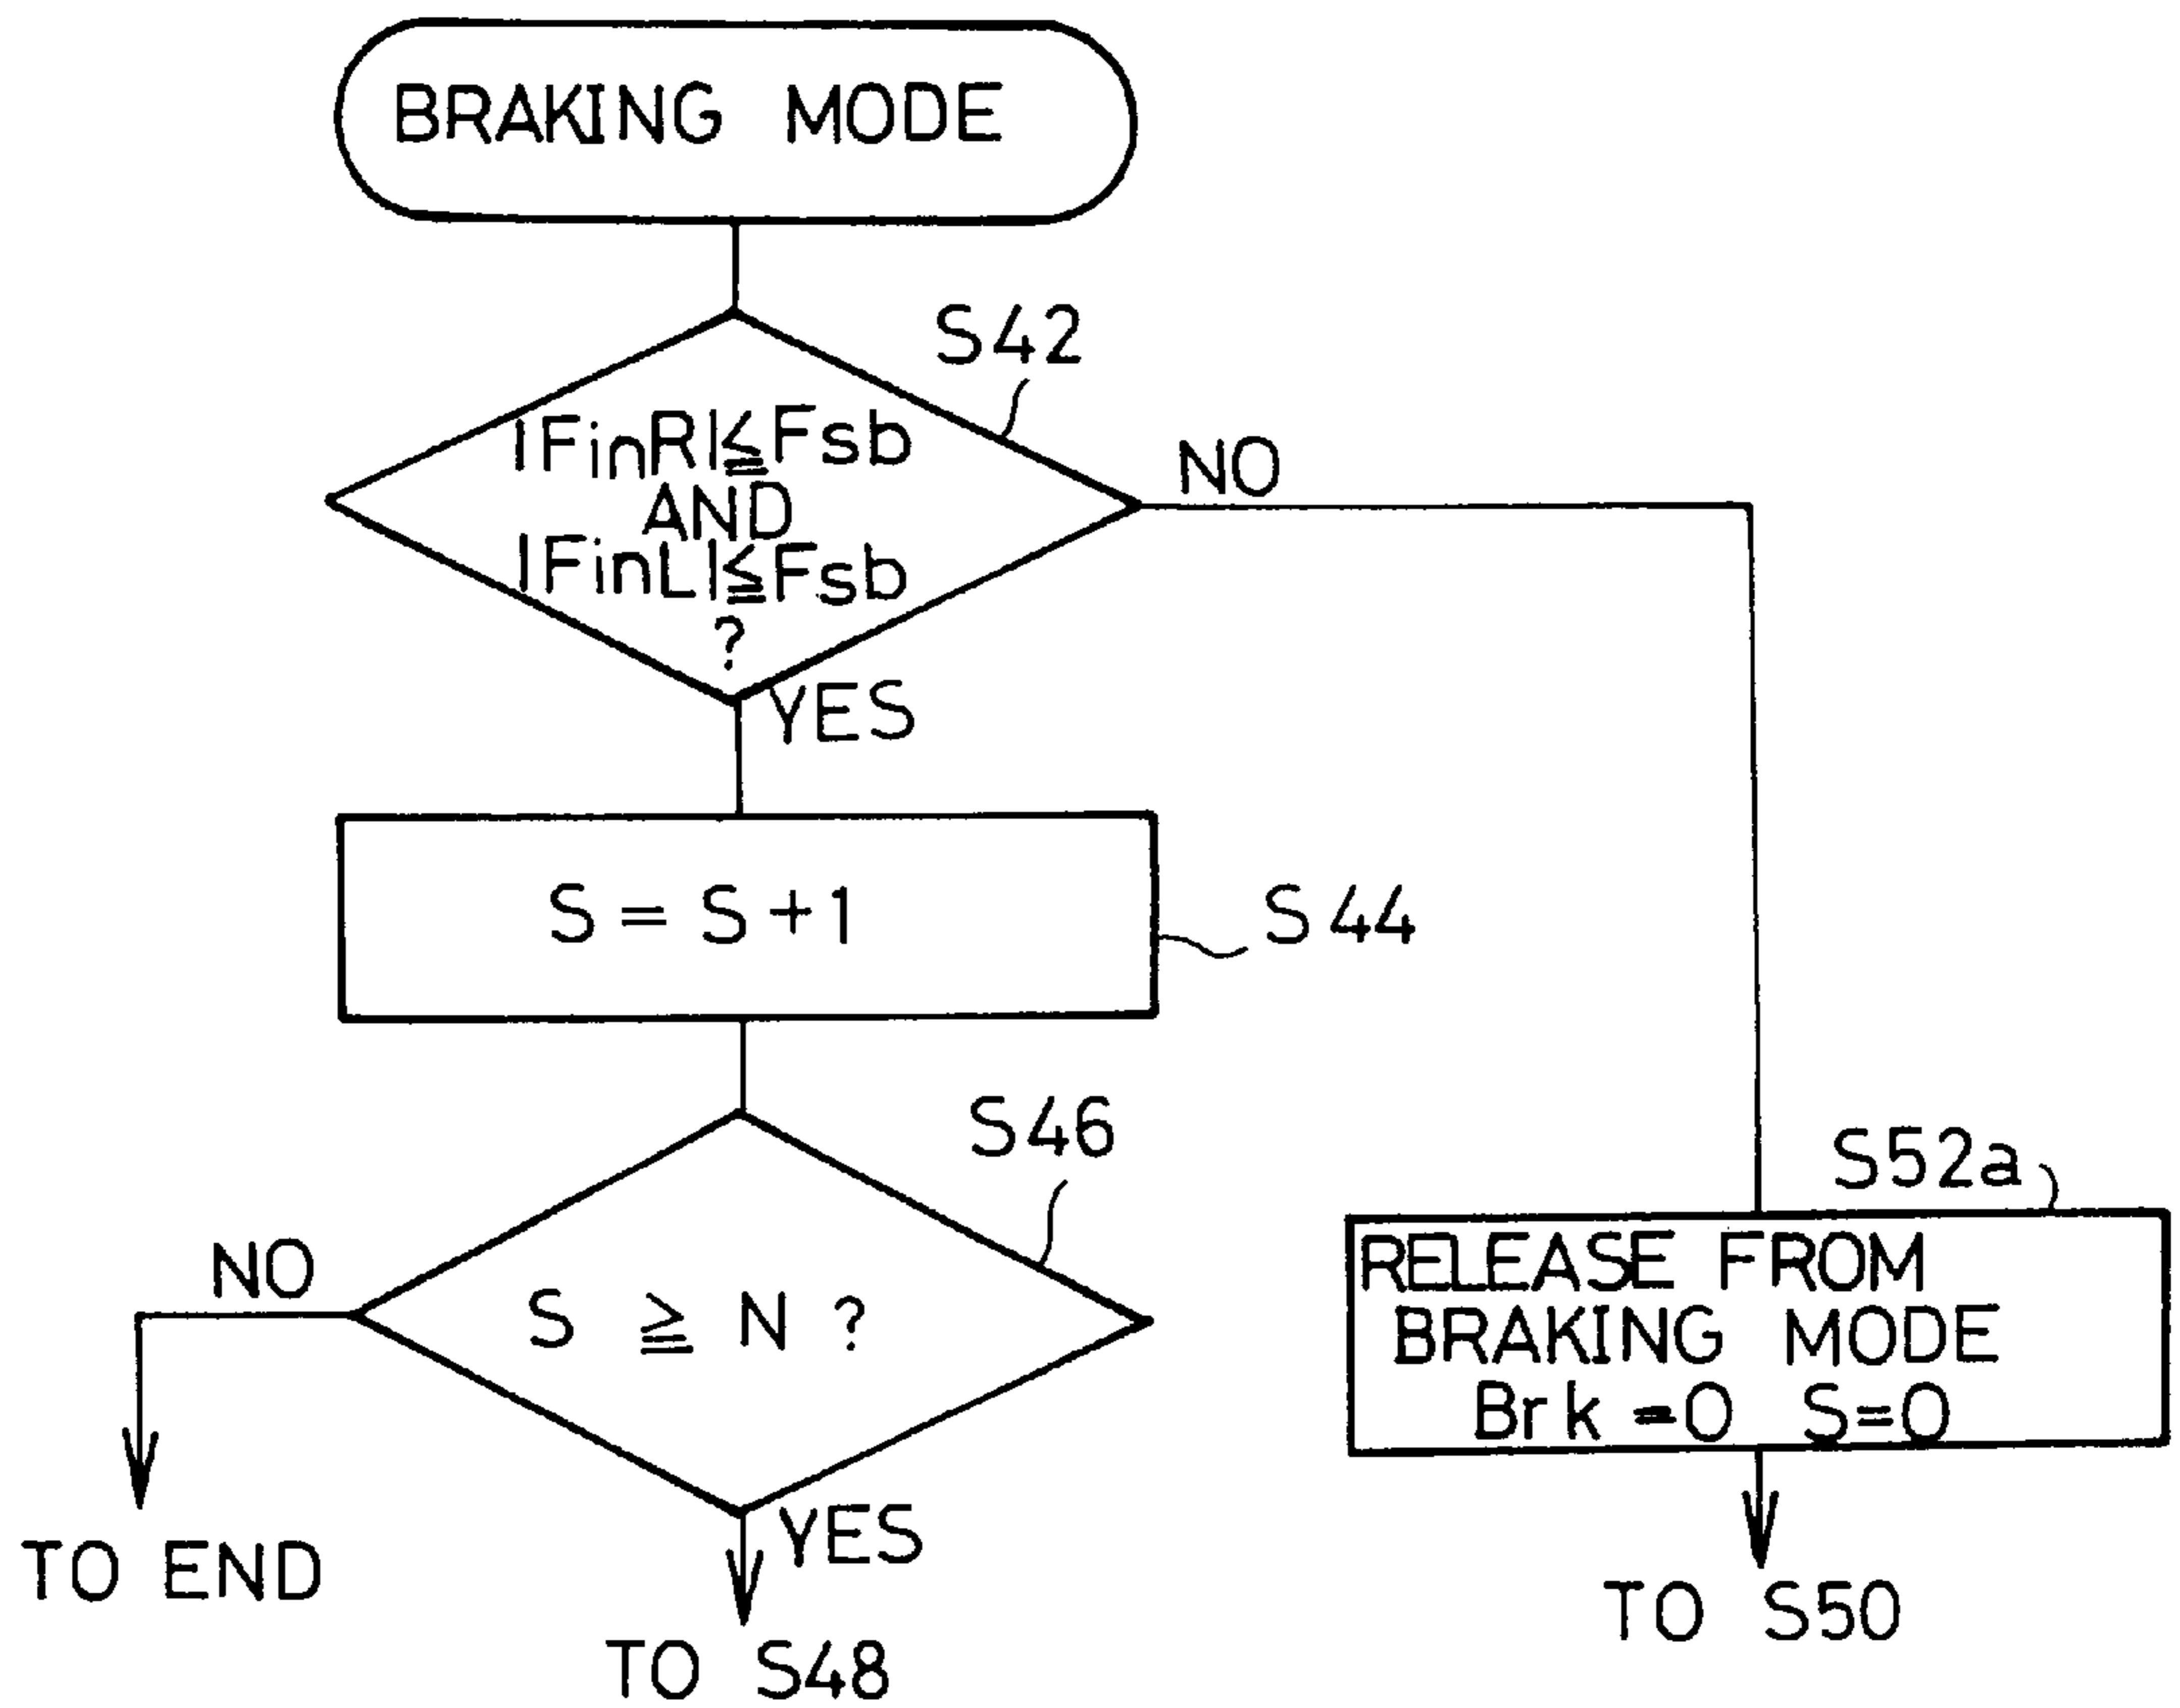 BRAKING MODE
S42
|FinR|≦Fsb
AND
|FinL|≦Fsb
?
NO
YES
S = S + 1
S44
S46
S ≧ N ?
NO
YES
TO END
TO S48
S52a
RELEASE FROM
BRAKING MODE
Brk = 0 S=0
TO S50